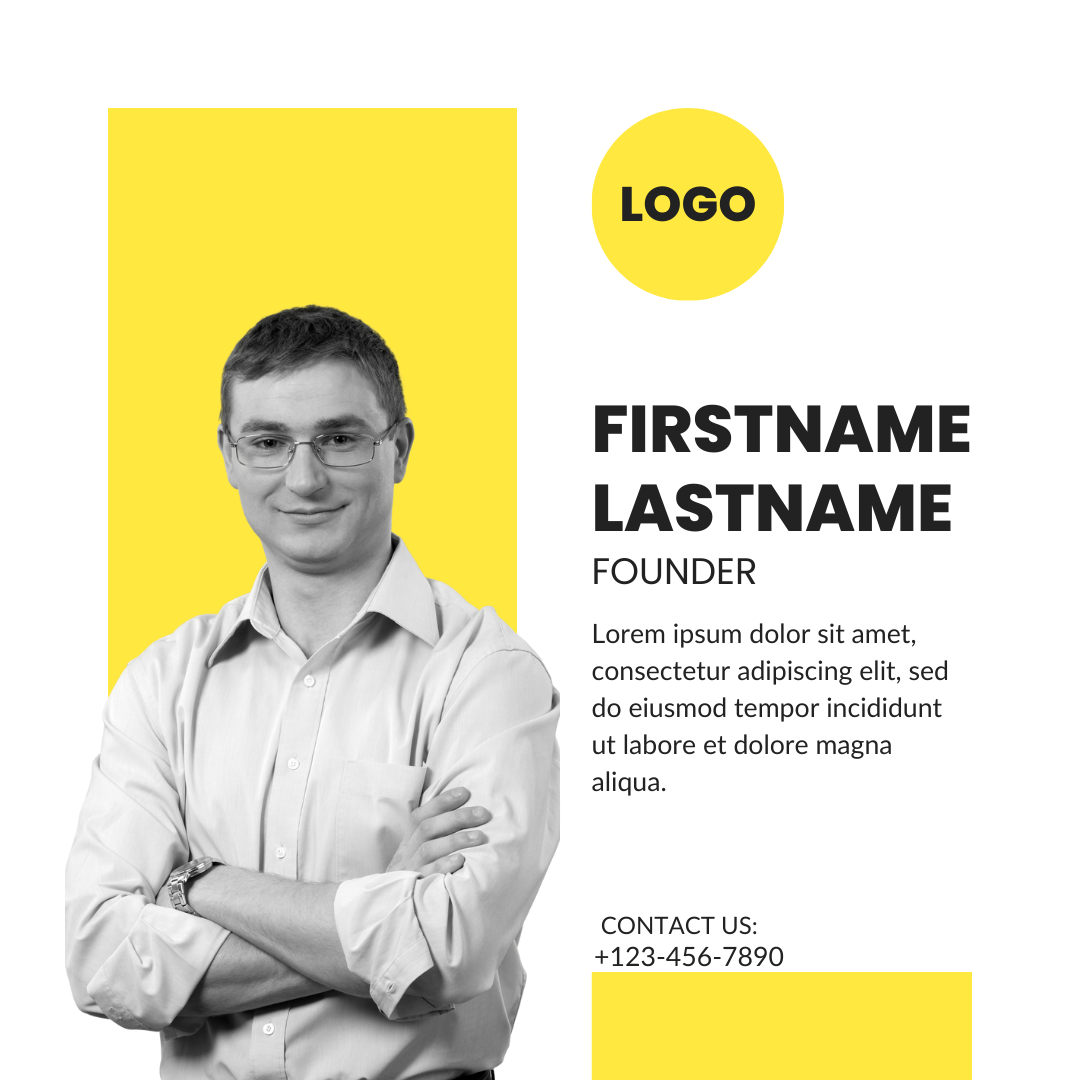 LOGO
FIRSTNAME
LASTNAME
FOUNDER
Lorem ipsum dolor sit amet,
consectetur adipiscing elit, sed
do eiusmod tempor incididunt
ut labore et dolore magna
aliqua.
CONTACT US:
+123-456-7890